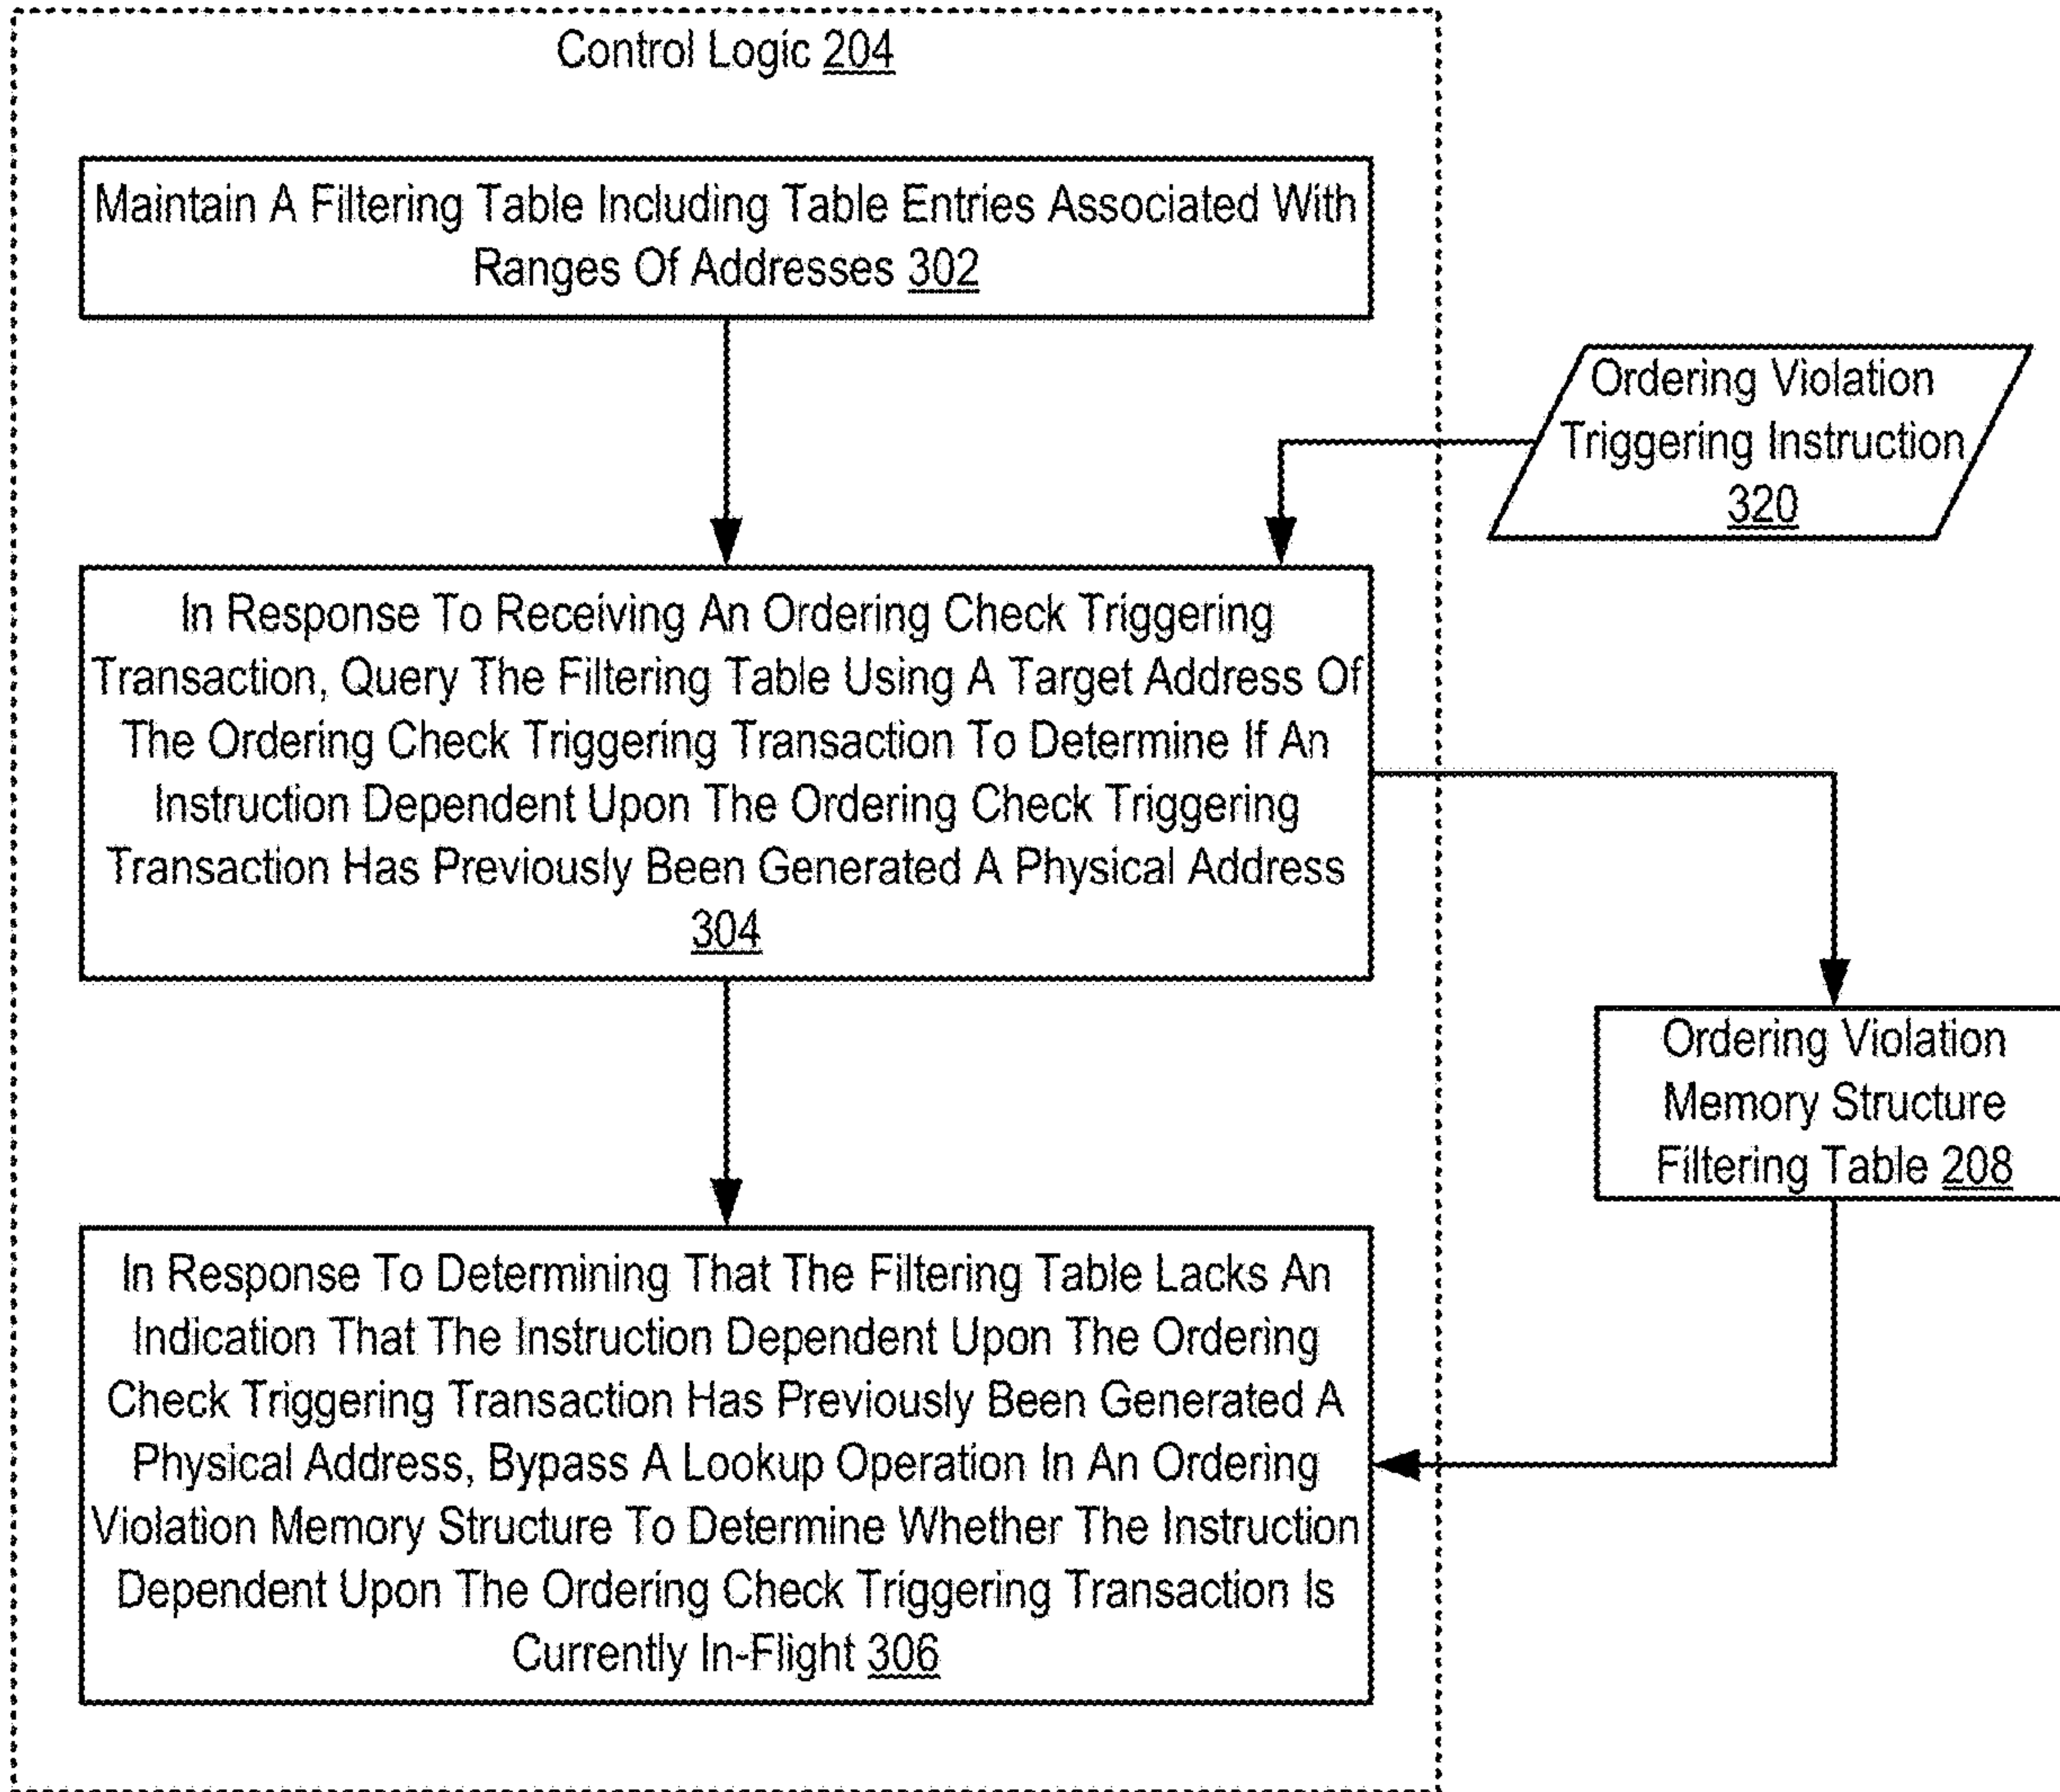 Control Logic 204
Maintain A Filtering Table Including Table Entries Associated With
Ranges Of Addresses 302
Ordering Violation
Triggering Instruction
320
In Response To Receiving An Ordering Check Triggering
Transaction, Query The Filtering Table Using A Target Address Of
The Ordering Check Triggering Transaction To Determine If An
Instruction Dependent Upon The Ordering Check Triggering
Transaction Has Previously Been Generated A Physical Address
304
Ordering Violation
Memory Structure
Filtering Table 208
In Response To Determining That The Filtering Table Lacks An
Indication That The Instruction Dependent Upon The Ordering
Check Triggering Transaction Has Previously Been Generated A
Physical Address, Bypass A Lookup Operation In An Ordering
Violation Memory Structure To Determine Whether The Instruction
Dependent Upon The Ordering Check Triggering Transaction Is
Currently In-Flight 306